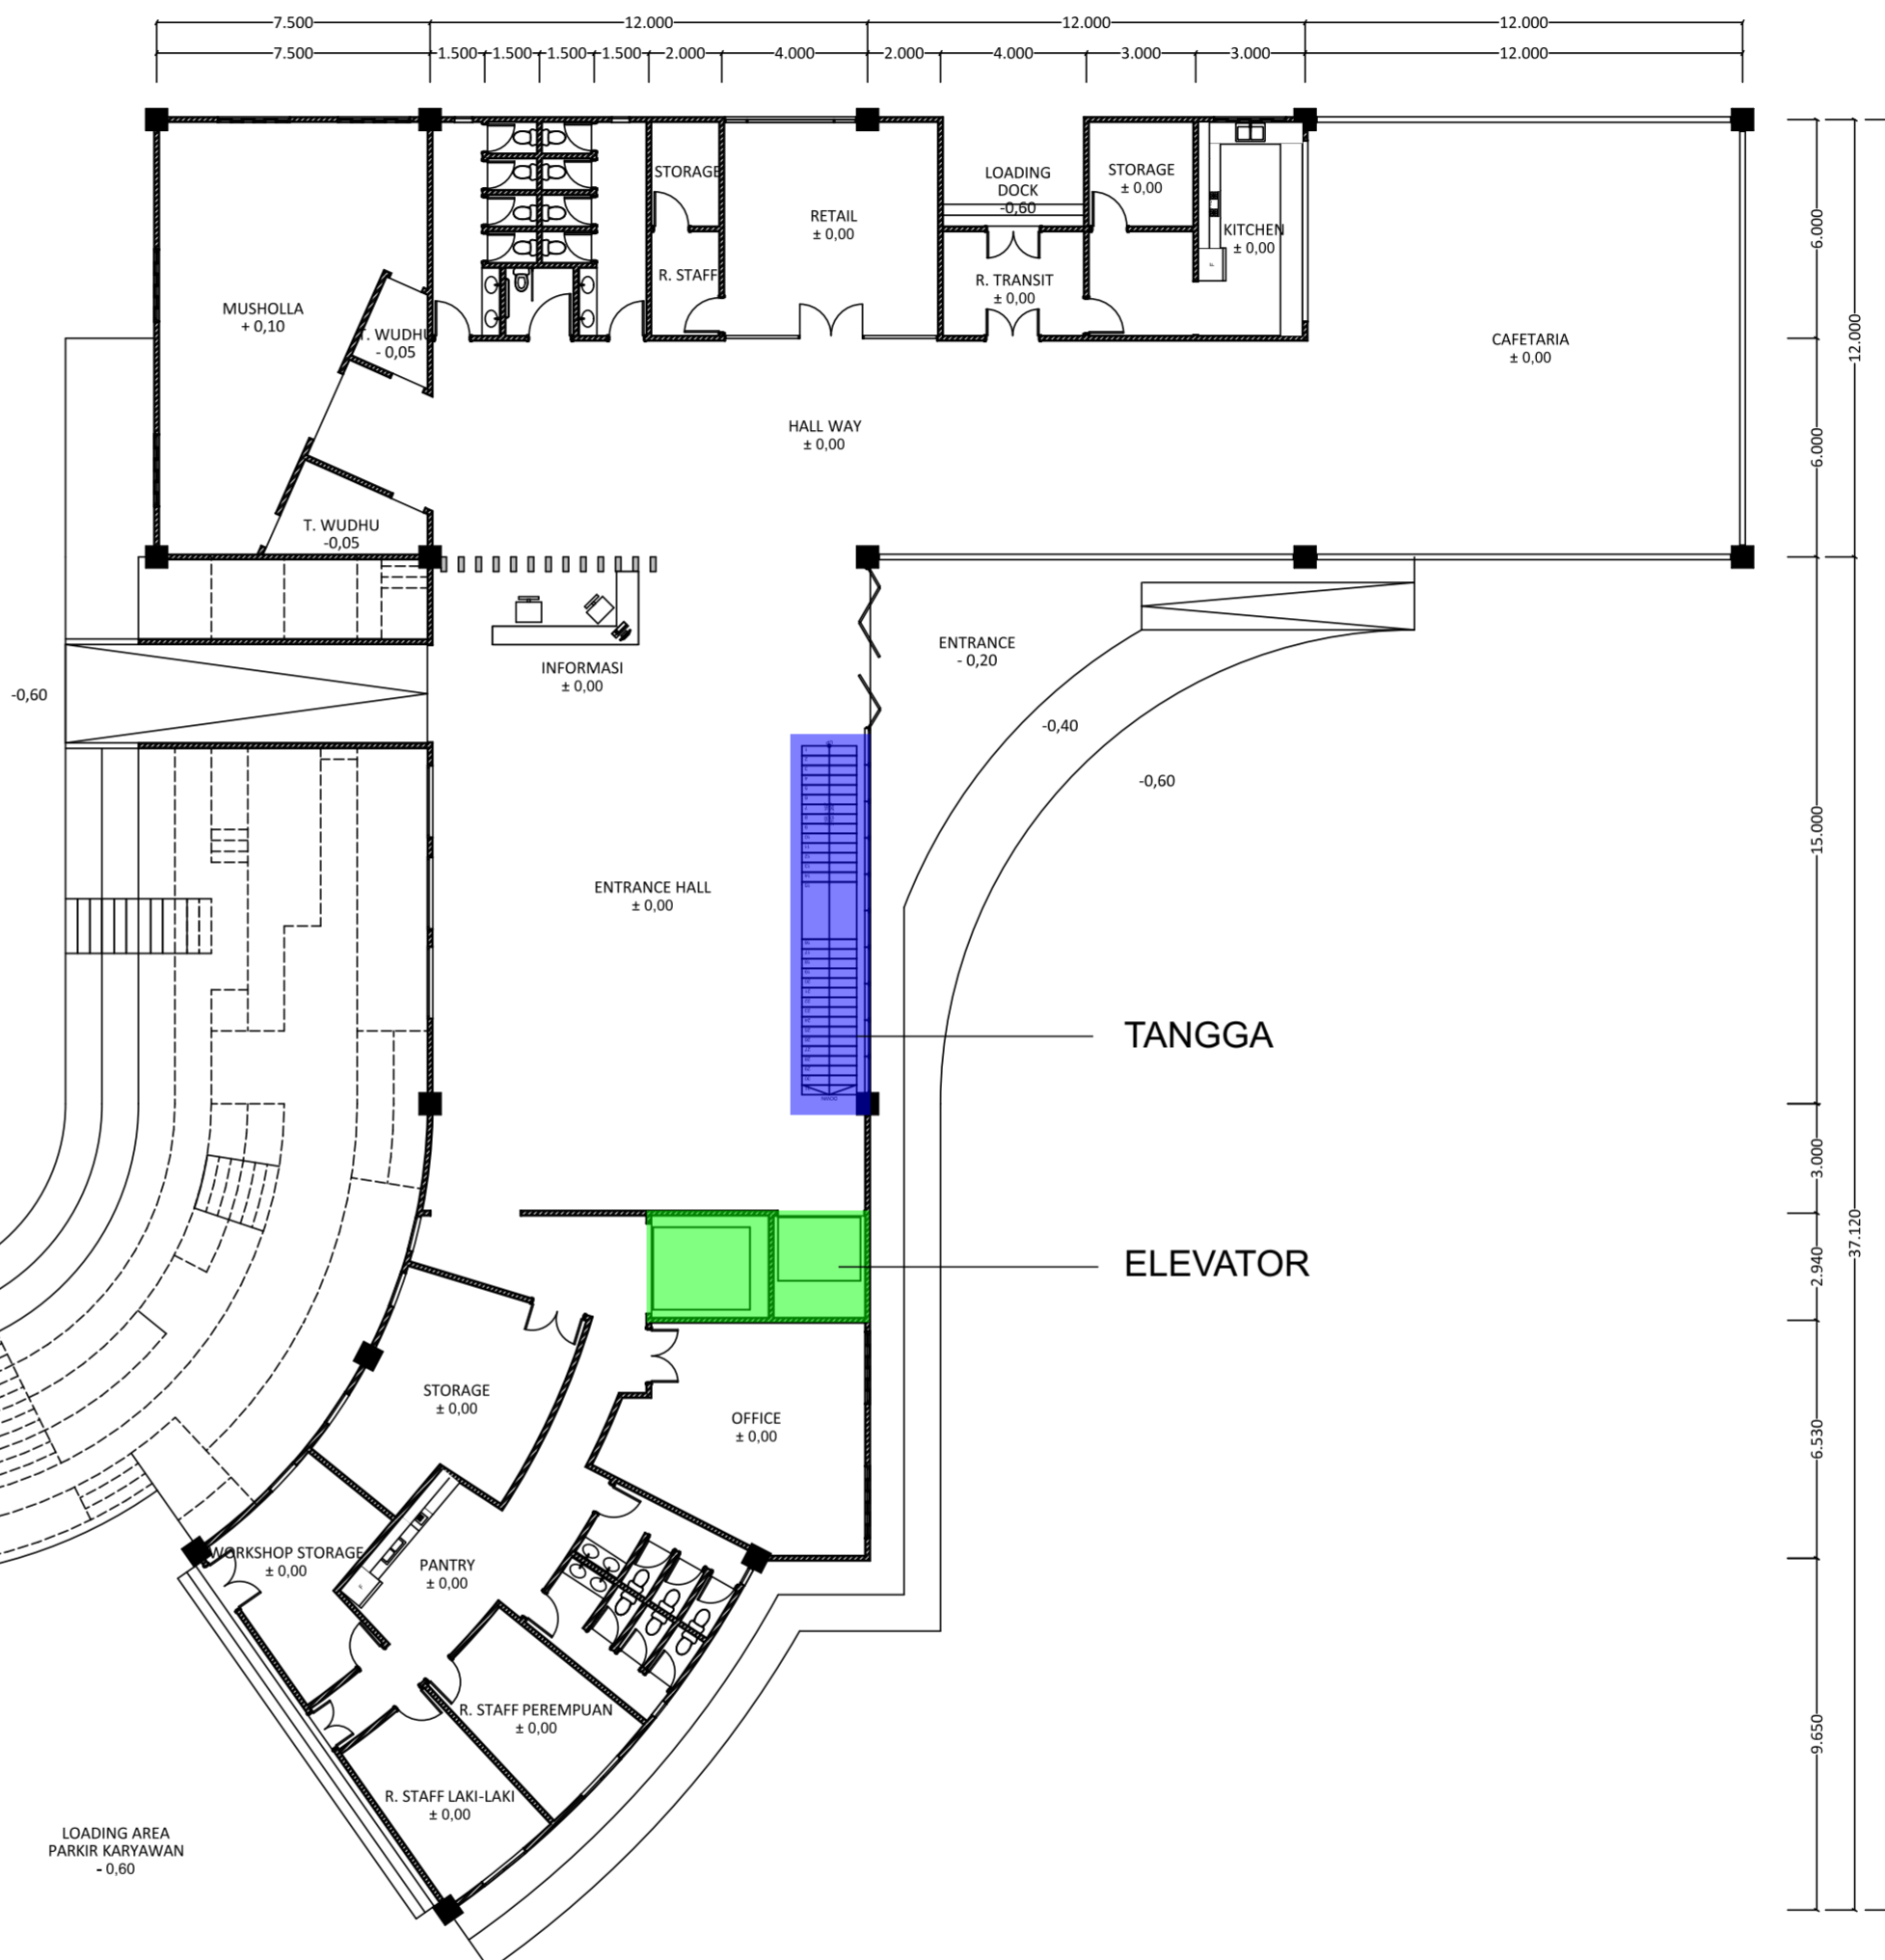 7.500
12.000
12.000
12.000
7.500
1.500
1.500
1.500
1.500
2.000
4.000
2.000
4.000
3.000
3.000
12.000
STORAGE
LOADING
DOCK
-0,60
STORAGE
± 0,00
RETAIL
± 0,00
KITCHEN
± 0,00
F
6.000
R. STAFF
R. TRANSIT
± 0,00
MUSHOLLA
+ 0,10
T. WUDHU
- 0,05
CAFETARIA
± 0,00
12.000
HALL WAY
± 0,00
6.000
T. WUDHU
-0,05
ENTRANCE
- 0,20
INFORMASI
± 0,00
-0,60
-0,40
-0,60
15.000
ENTRANCE HALL
± 0,00
TANGGA
DOWN
3.000
37.120
ELEVATOR
2.940
STORAGE
± 0,00
OFFICE
± 0,00
6.530
WORKSHOP STORAGE
± 0,00
PANTRY
± 0,00
F
R. STAFF PEREMPUAN
± 0,00
9.650
R. STAFF LAKI-LAKI
± 0,00
LOADING AREA
PARKIR KARYAWAN
- 0,60